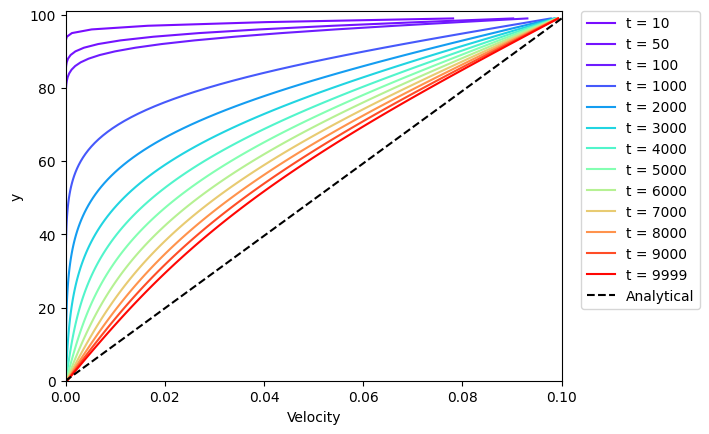 100
80
60
40
20
0
y
0.00
0.02
0.04
0.06
0.08
0.10
Velocity
t = 10
t = 50
t = 100
t = 1000
t = 2000
t = 3000
t = 4000
t = 5000
t = 6000
t = 7000
t = 8000
t = 9000
t = 9999
Analytical